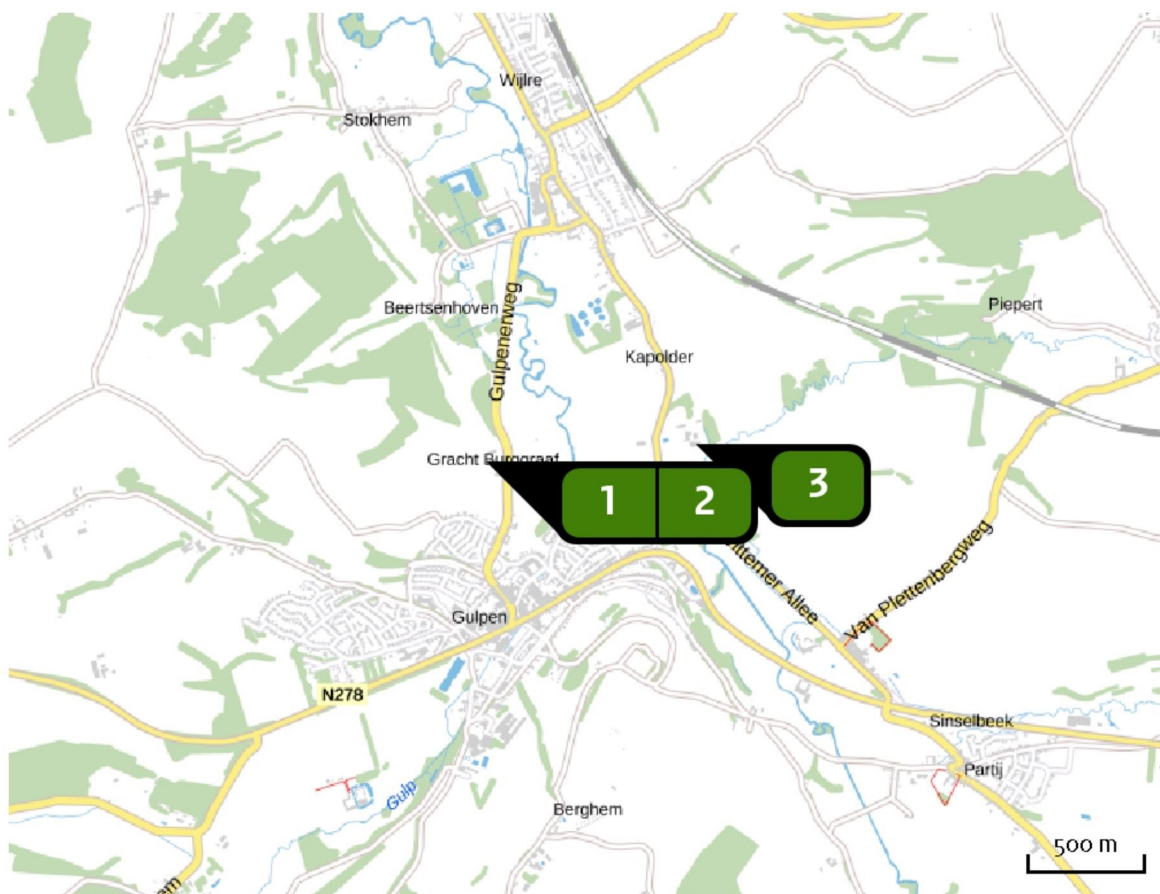 Wijlre
Stokhem
Beertsenhoven
Gulpenerweg
Piepert
Kapolder
Gracht Burggraaf
1
2
3
Van Plettenbergweg
Allee
Gulpen
N278
Sinselbeek
Partij
Gulp
Berghem
500 m